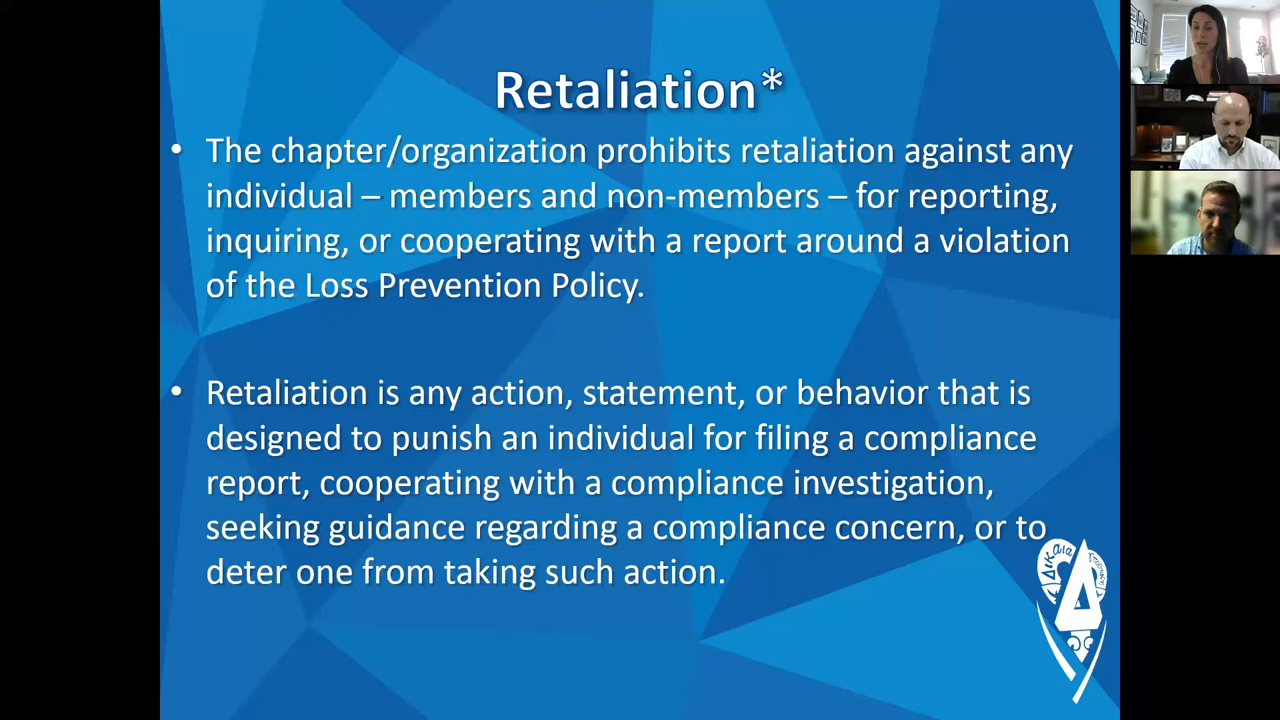 Retaliation*
• The chapter/organization prohibits retaliation against any
individual – members and non-members – for reporting,
inquiring, or cooperating with a report around a violation
of the Loss Prevention Policy.
• Retaliation is any action, statement, or behavior that is
designed to punish an individual for filing a compliance
report, cooperating with a compliance investigation,
seeking guidance regarding a compliance concern, or to
deter one from taking such action.
Δικαια
Δ